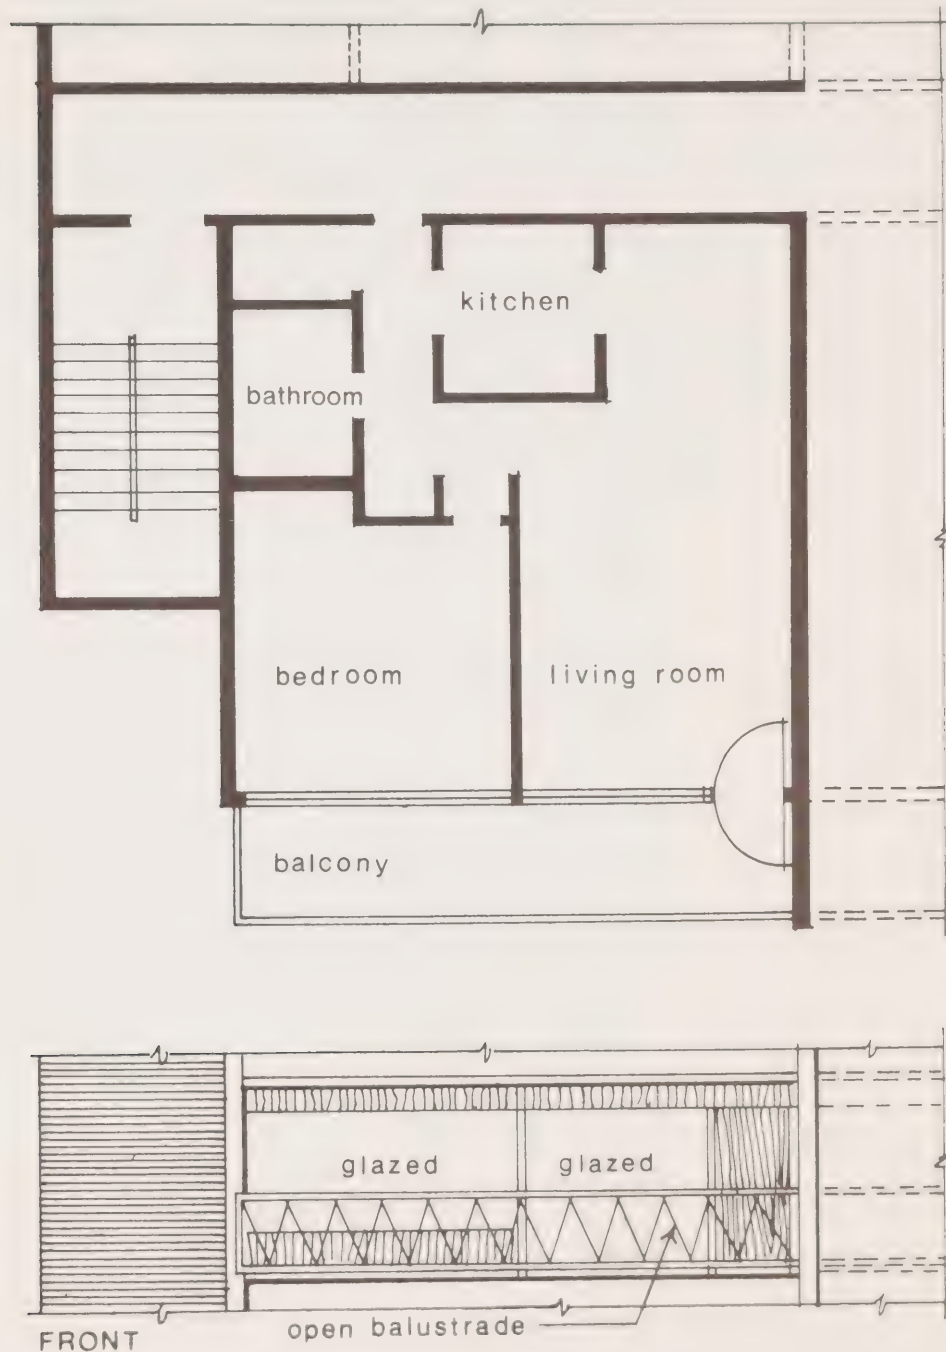 kitchen
bathroom
bedroom
living room
balcony
glazed
glazed
open balustrade
FRONT